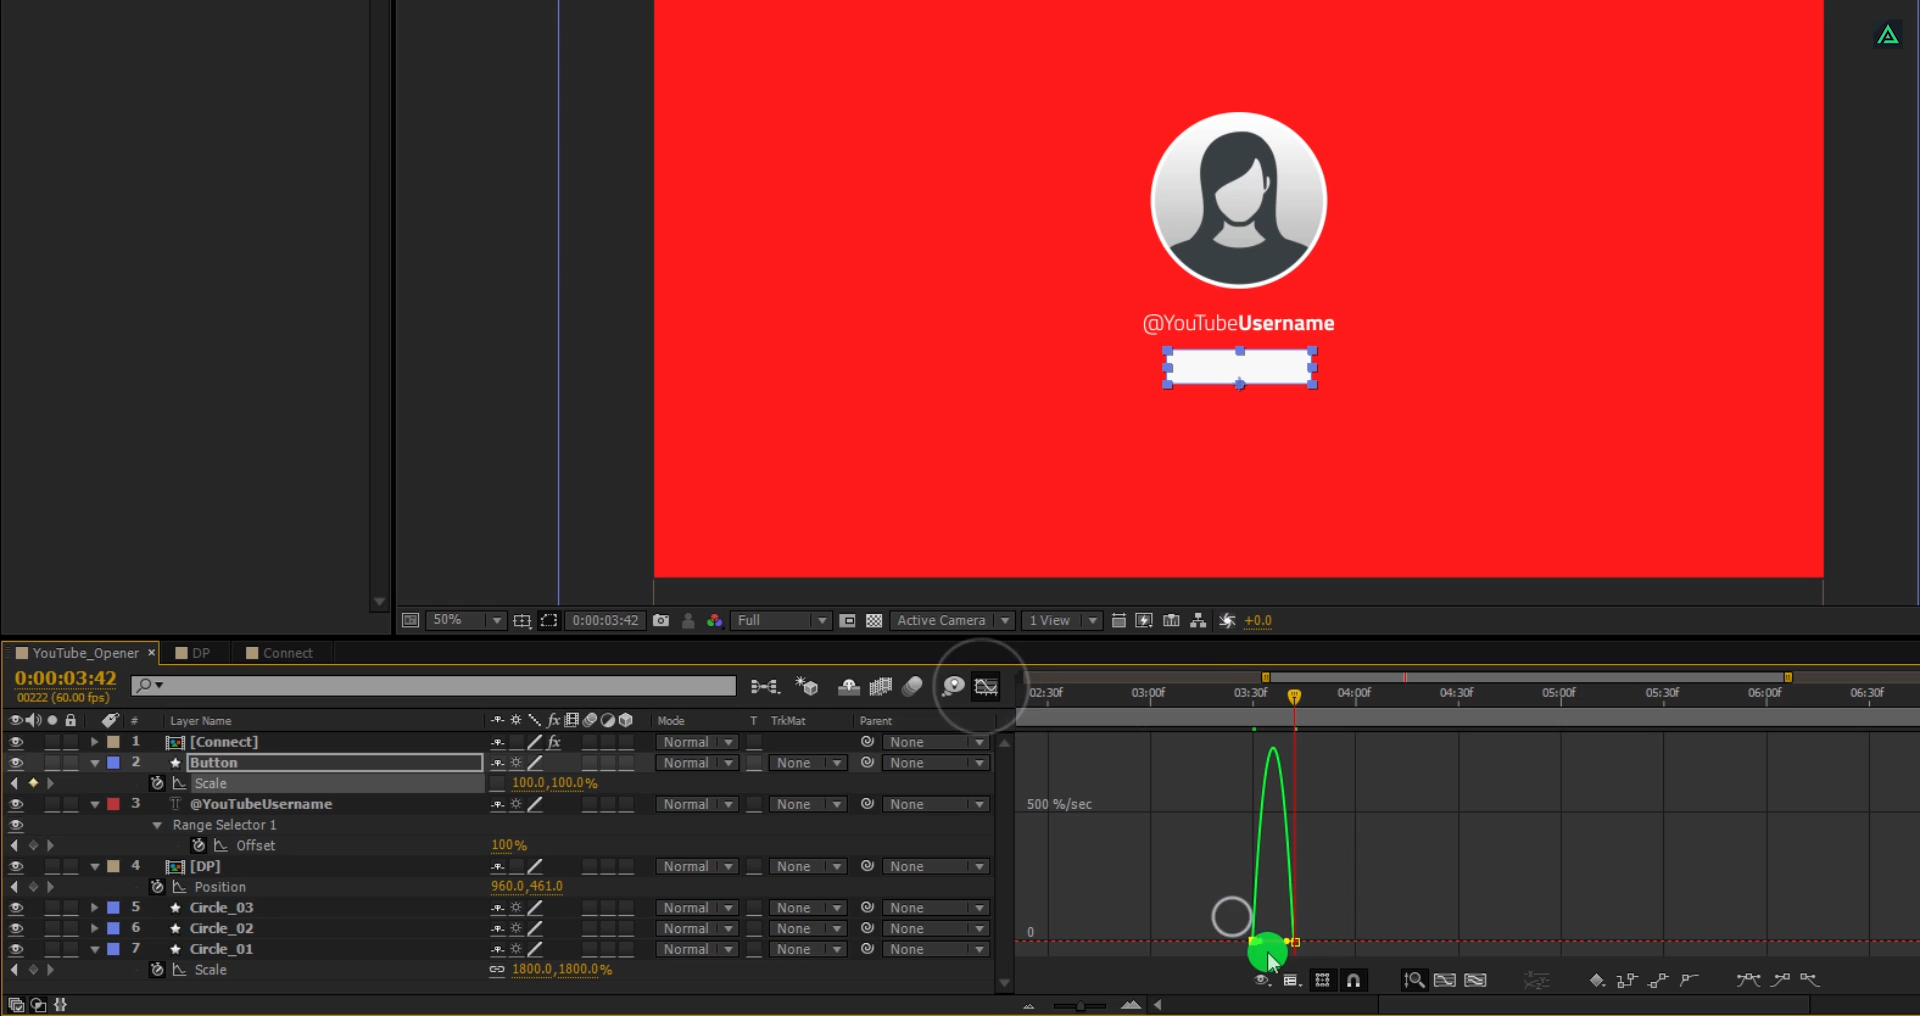 @YouTubeUsername
50%
0:00:03:42
Full
Active Camera
1 View
+0.0
YouTube_Opener ×
DP
Connect
0:00:03:42
00222 (60.00 fps)
02:30f 03:00f 03:30f 04:00f 04:30f 05:00f 05:30f 06:00f 06:30f
# Layer Name fx Mode T TrkMat Parent
1 [Connect] fx Normal None
2 Button Normal None None
Scale 100.0,100.0%
3 T @YouTubeUsername Normal None None
Range Selector 1
Offset 100%
4 [DP] Normal None None
Position 960.0,461.0
5 Circle_03 Normal None None
6 Circle_02 Normal None None
7 Circle_01 Normal None None
Scale 1800.0,1800.0%
500 %/sec
0